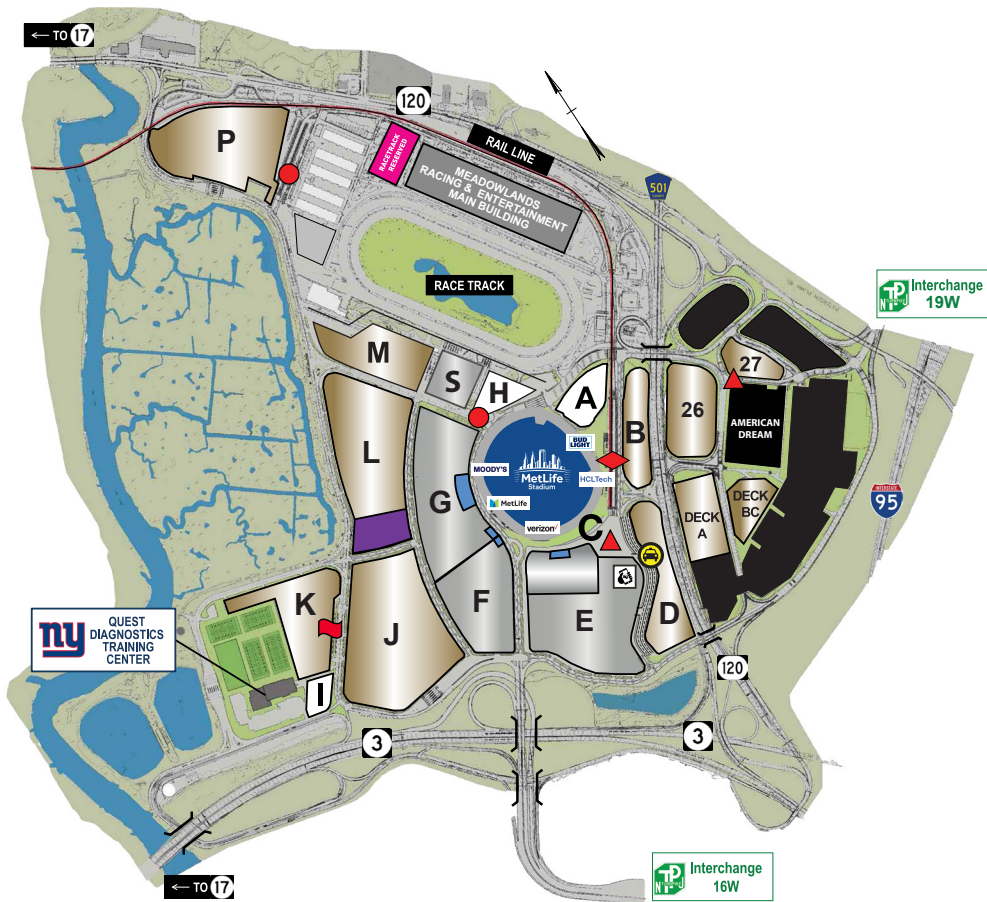 ← TO 17
120
P
RACETRACK
RESERVED
RAIL LINE
MEADOWLANDS
RACING & ENTERTAINMENT
MAIN BUILDING
501
Interchange
19W
RACE TRACK
M
S
H
A
27
B
26
AMERICAN
DREAM
L
BUD
LIGHT
MOODY'S
MetLife
Stadium
HCLTech
G
MetLife
verizon
C
DECK
A
DECK
BC
INTERSTATE
95
K
J
F
E
D
ny
QUEST
DIAGNOSTICS
TRAINING
CENTER
I
120
3
3
← TO 17
Interchange
16W